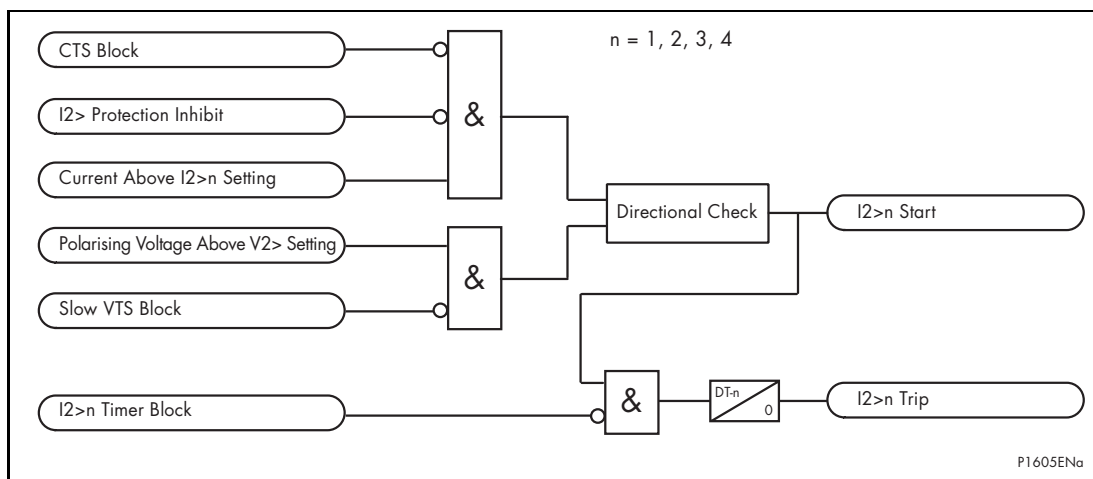 CTS Block
n = 1, 2, 3, 4
I2> Protection Inhibit
&
Current Above I2>n Setting
Directional Check
I2>n Start
Polarising Voltage Above V2> Setting
&
Slow VTS Block
I2>n Timer Block
&
DT-n
0
I2>n Trip
P1605ENa